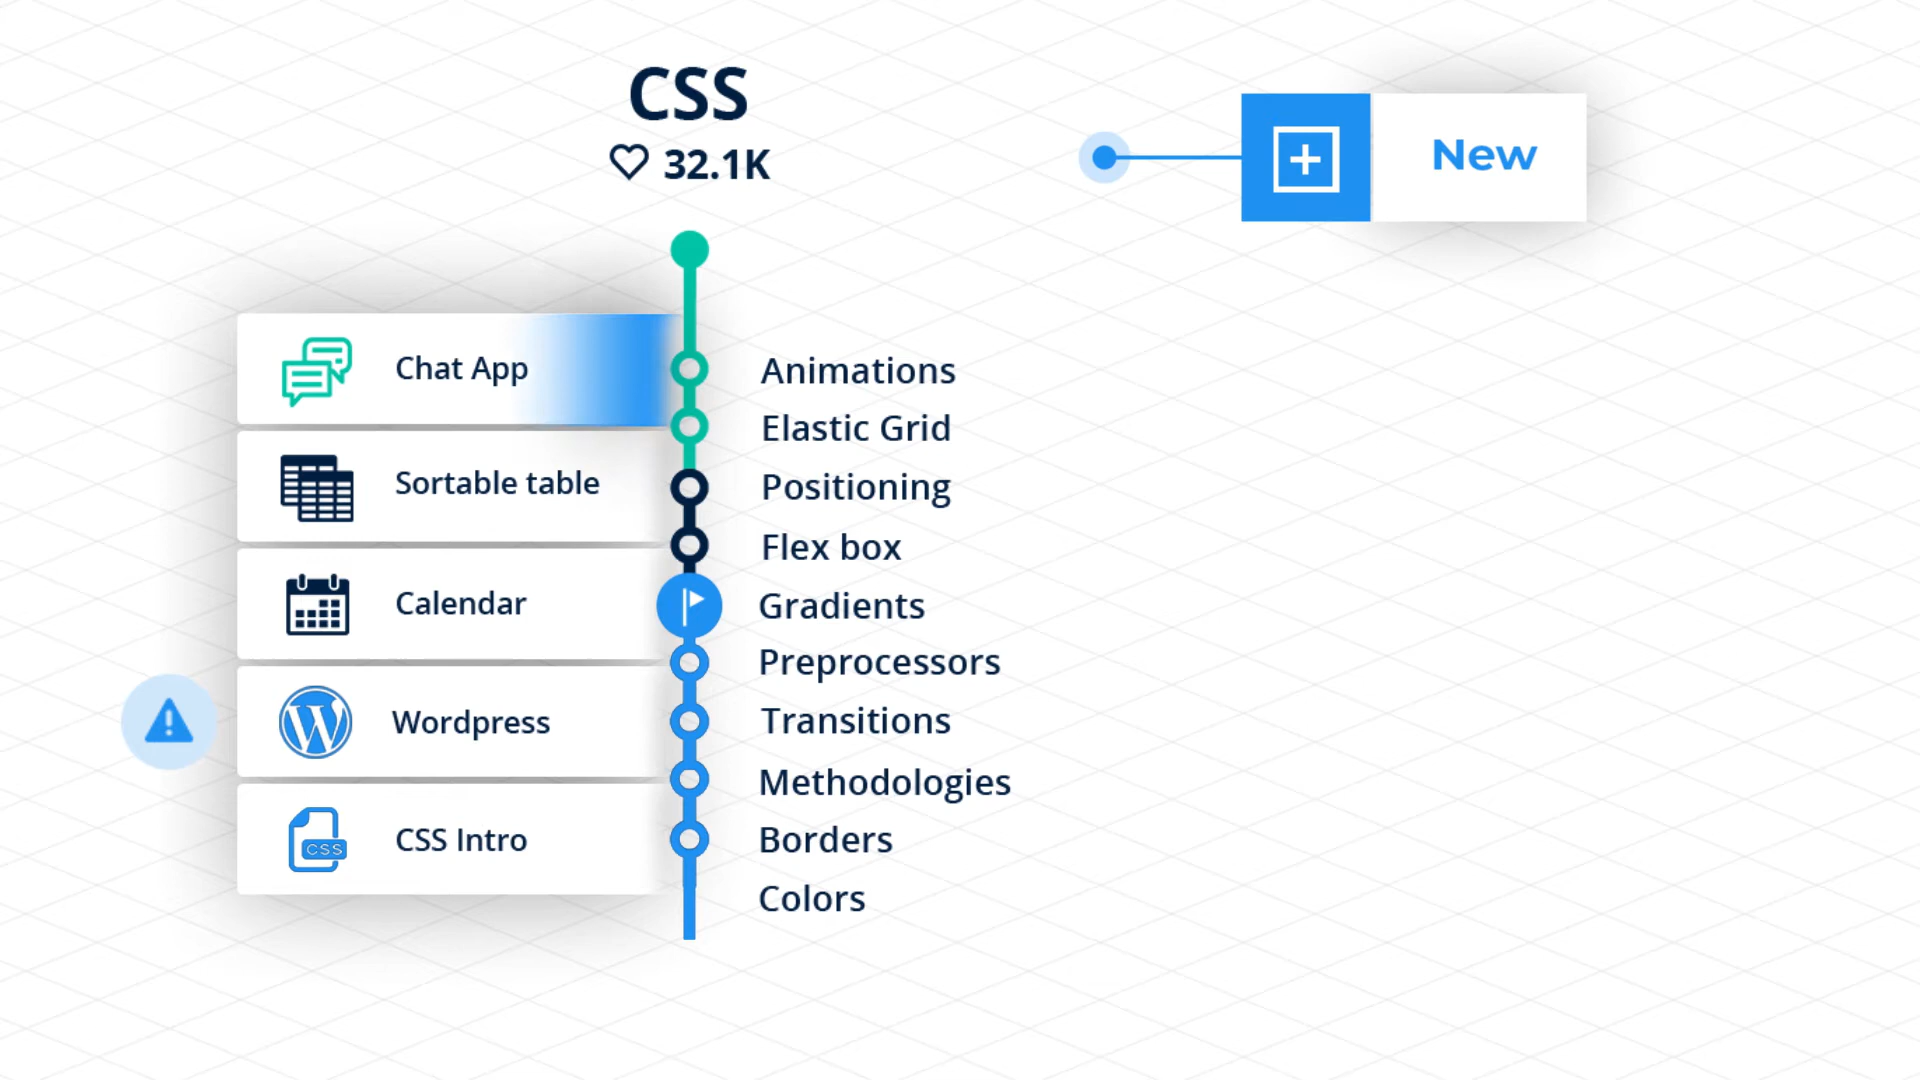 CSS
32.1K
New
Chat App
Sortable table
Calendar
Wordpress
CSS
CSS Intro
Animations
Elastic Grid
Positioning
Flex box
Gradients
Preprocessors
Transitions
Methodologies
Borders
Colors